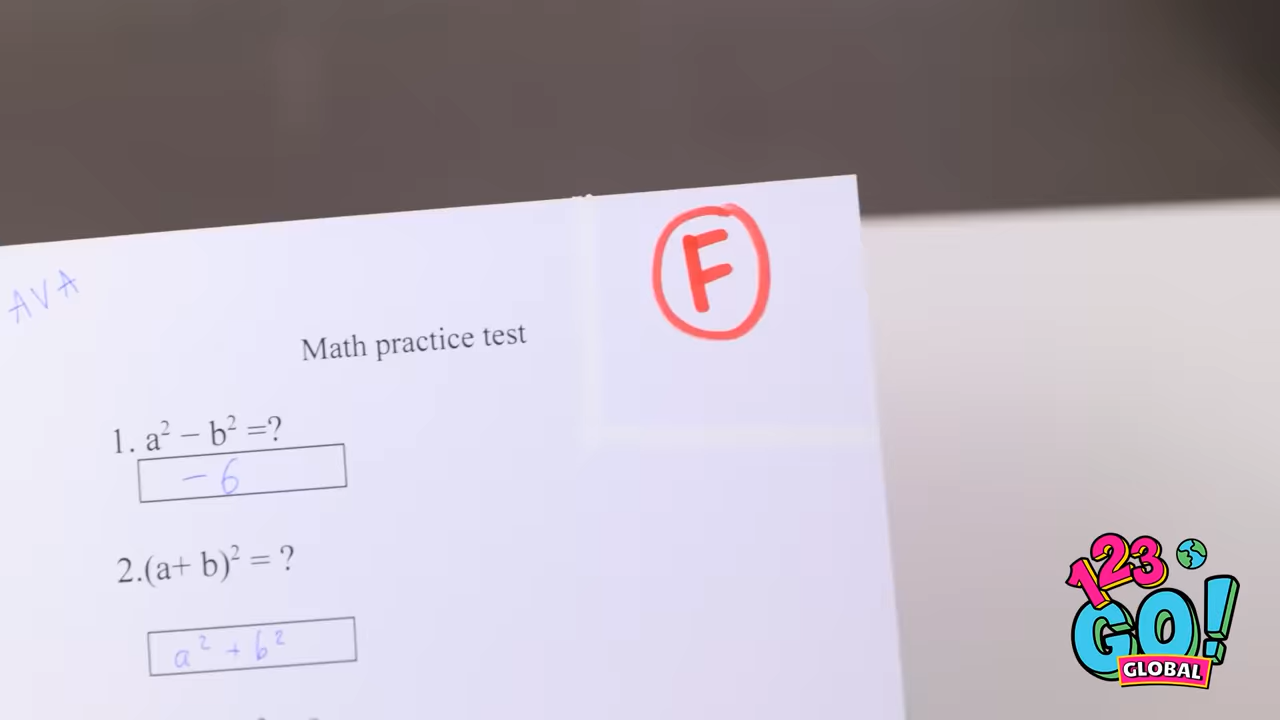 AVA
F
Math practice test
1. a² − b² =?
− 6
2.(a+ b)² = ?
a² + b²
123
GO!
GLOBAL